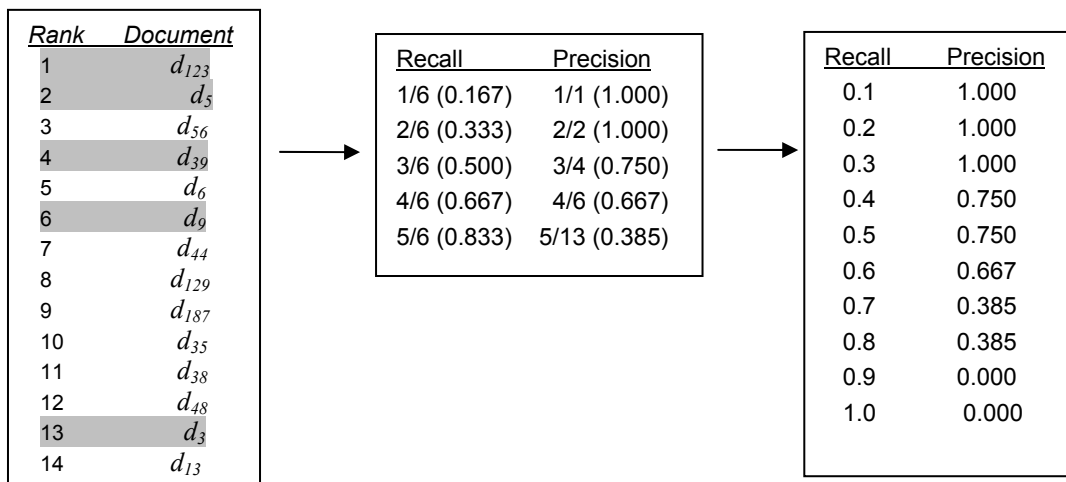 Rank Document
1 d123
2 d5
3 d56
4 d39
5 d6
6 d9
7 d44
8 d129
9 d187
10 d35
11 d38
12 d48
13 d3
14 d13
Recall Precision
1/6 (0.167) 1/1 (1.000)
2/6 (0.333) 2/2 (1.000)
3/6 (0.500) 3/4 (0.750)
4/6 (0.667) 4/6 (0.667)
5/6 (0.833) 5/13 (0.385)
Recall Precision
0.1 1.000
0.2 1.000
0.3 1.000
0.4 0.750
0.5 0.750
0.6 0.667
0.7 0.385
0.8 0.385
0.9 0.000
1.0 0.000